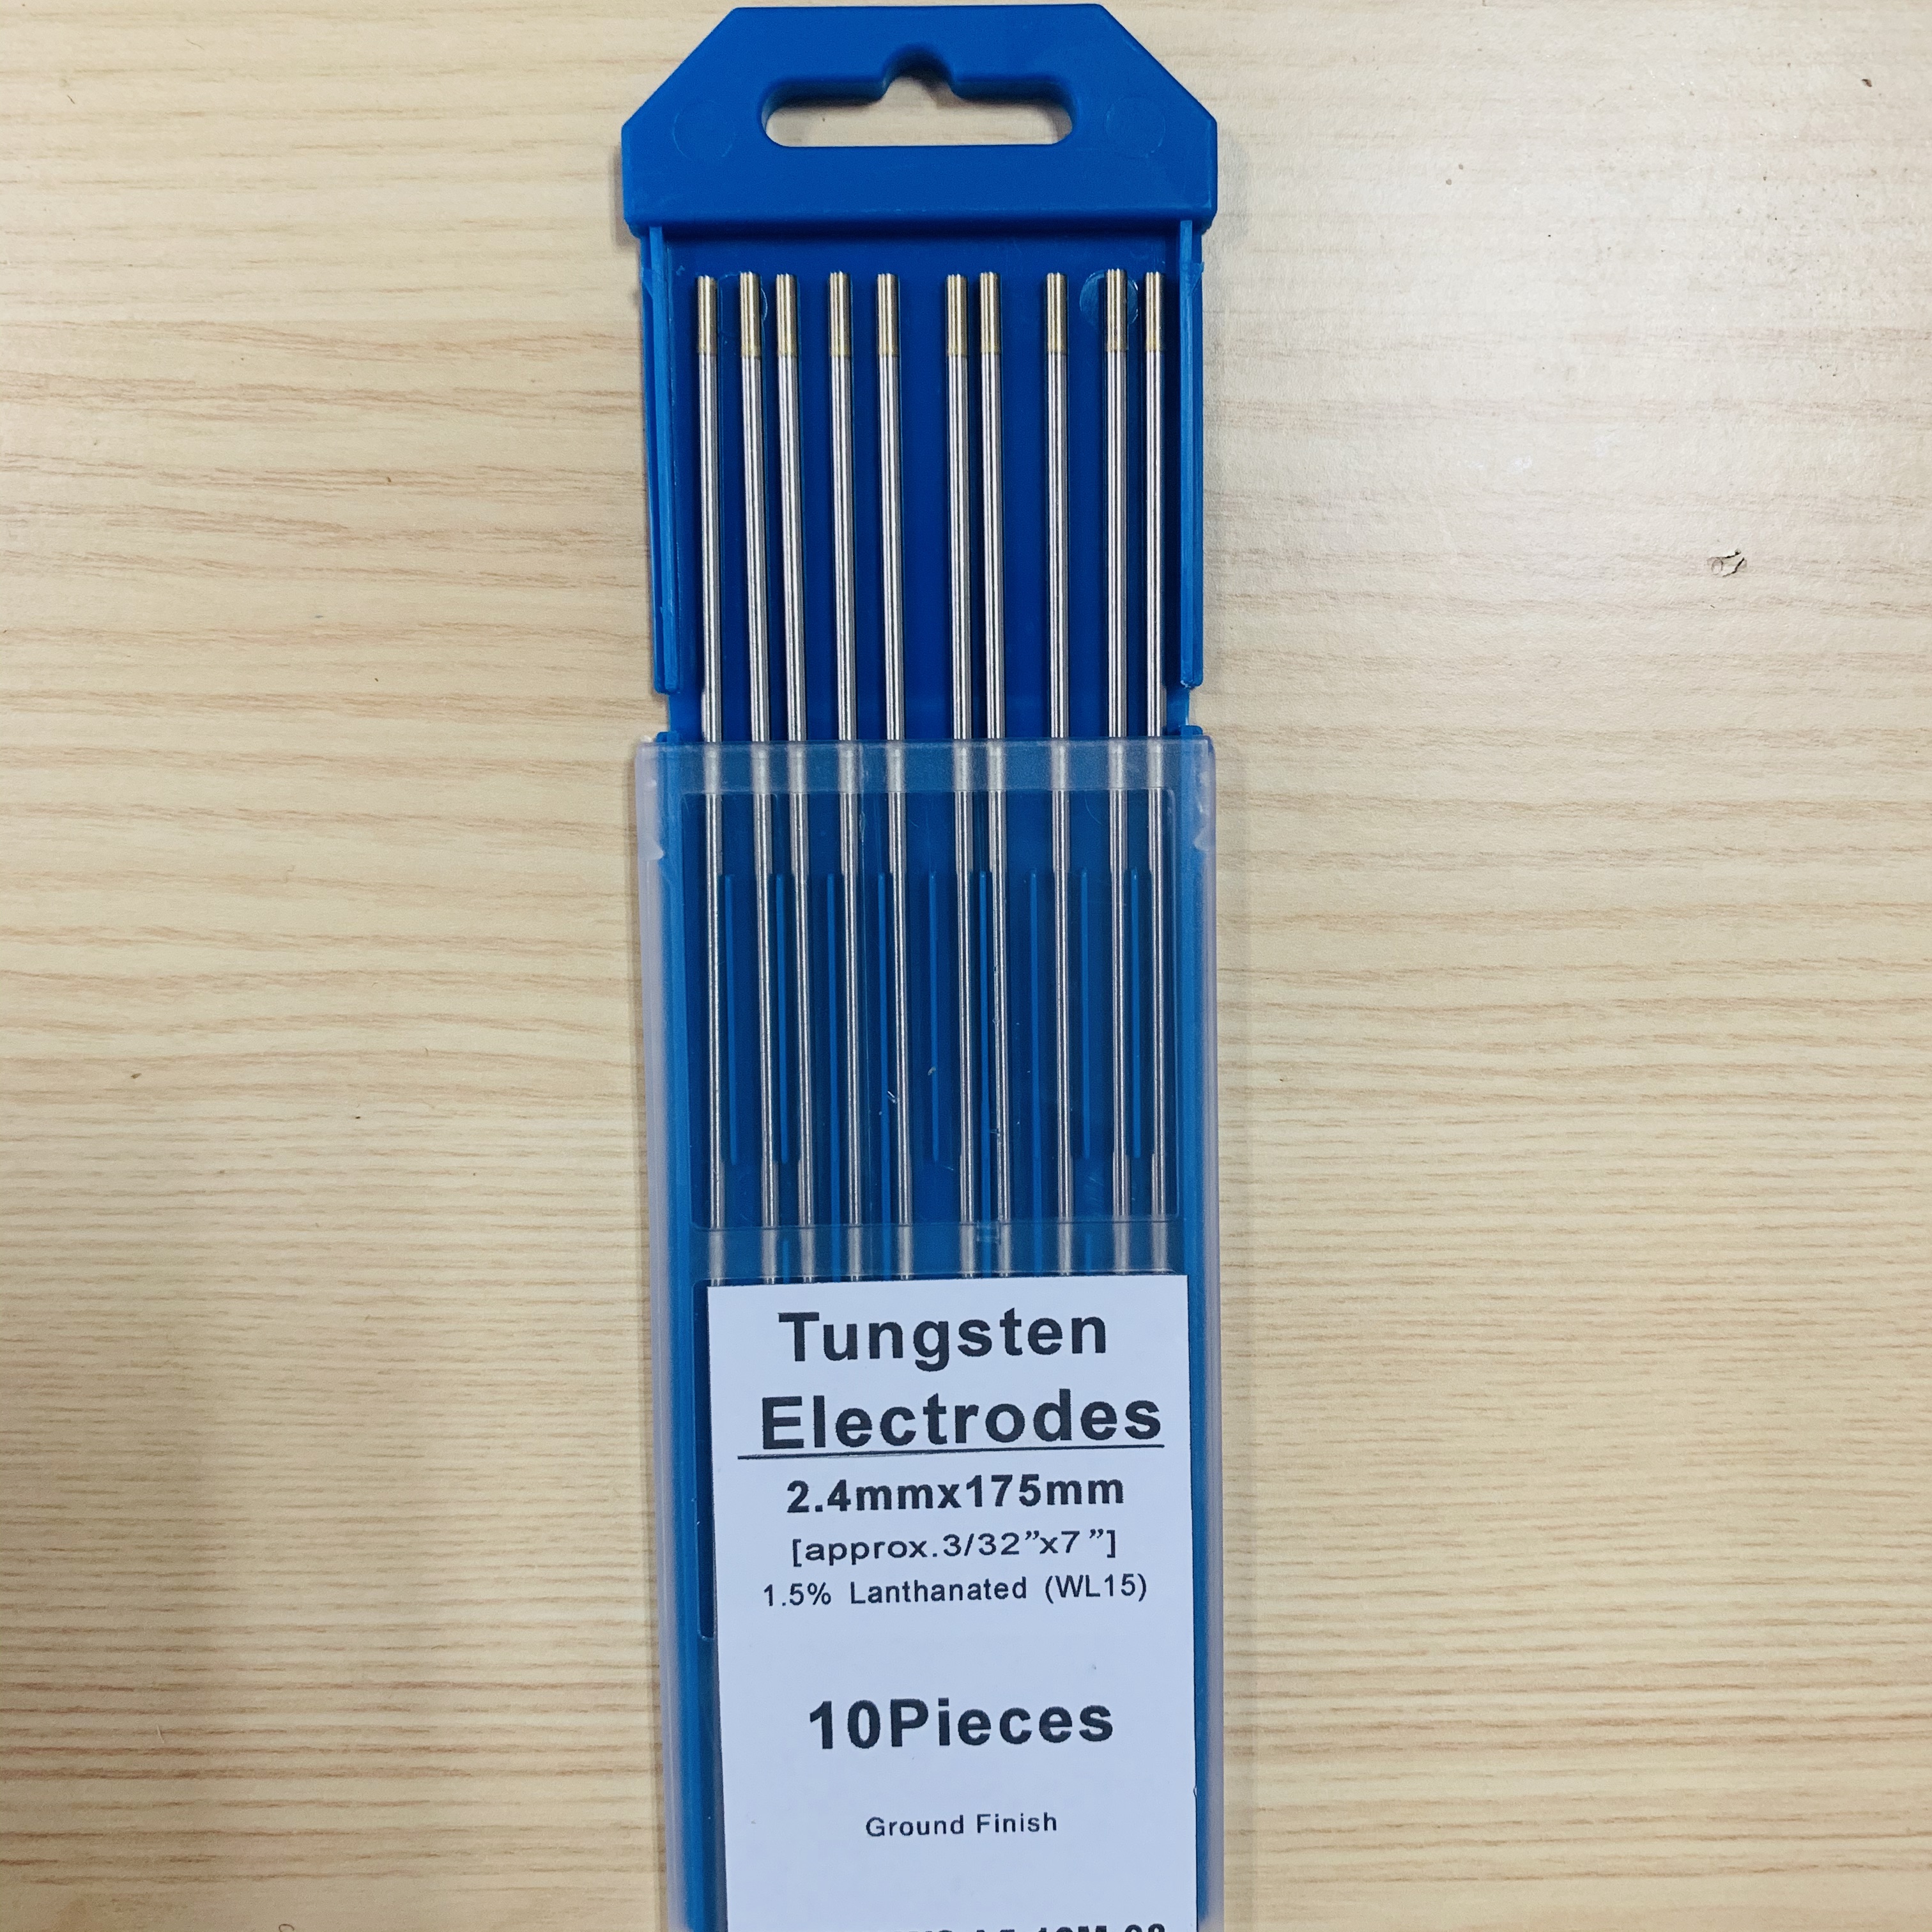 Tungsten
Electrodes
2.4mmx175mm
[approx.3/32”x7”]
1.5% Lanthanated (WL15)
10Pieces
Ground Finish